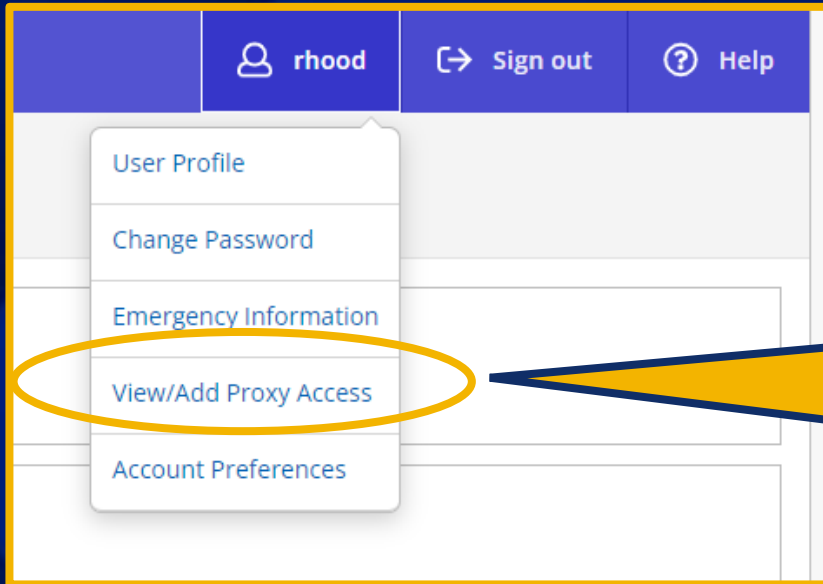 rhood Sign out Help
User Profile
Change Password
Emergency Information
View/Add Proxy Access
Account Preferences